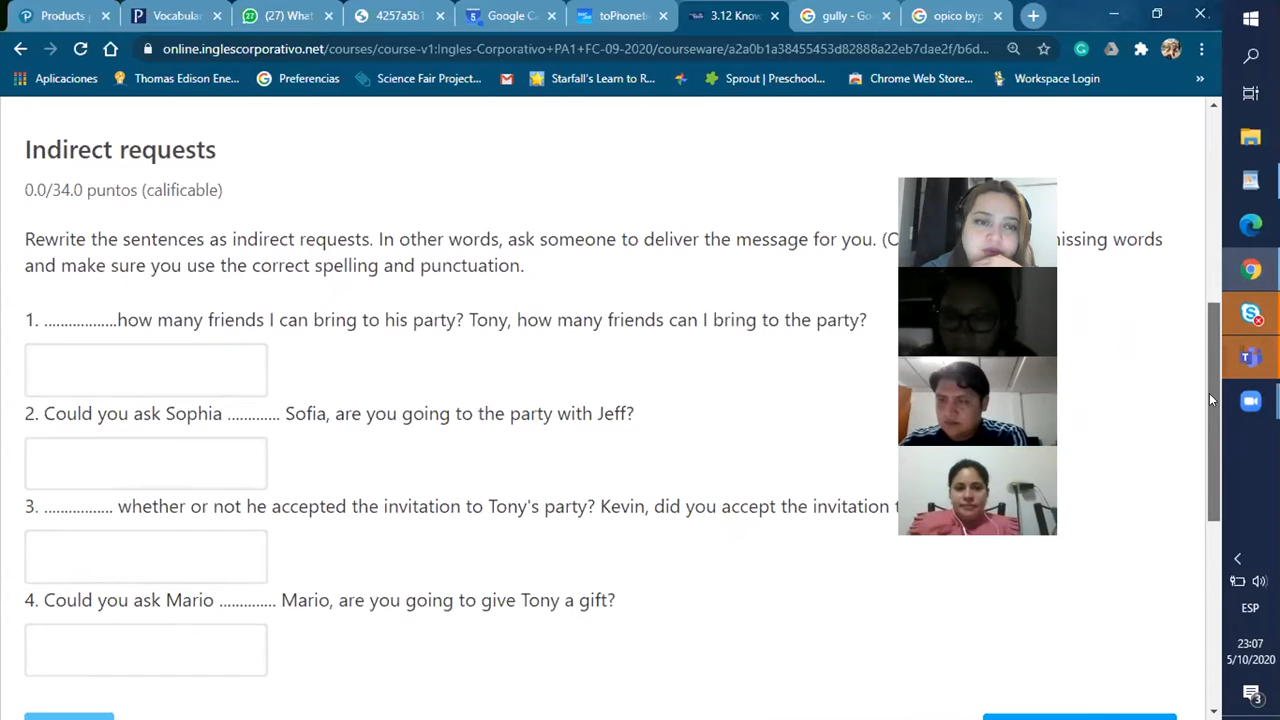 Products
Vocabular
(27) What
4257a5b1
Google Ca
toPhoneti
3.12 Know
gully - Goo
opico byp
online.inglescorporativo.net/courses/course-v1:Ingles-Corporativo+PA1+FC-09-2020/courseware/a2a0b1a38455453d82888a22eb7dae2f/b6d...
Aplicaciones
Thomas Edison Ene...
Preferencias
Science Fair Project...
Starfall's Learn to R...
Sprout | Preschool...
Chrome Web Store...
Workspace Login
Indirect requests
0.0/34.0 puntos (calificable)
Rewrite the sentences as indirect requests. In other words, ask someone to deliver the message for you. missing words
and make sure you use the correct spelling and punctuation.
1. ..................how many friends I can bring to his party? Tony, how many friends can I bring to the party?
2. Could you ask Sophia ............. Sofia, are you going to the party with Jeff?
3. ................. whether or not he accepted the invitation to Tony's party? Kevin, did you accept the invitation
4. Could you ask Mario .............. Mario, are you going to give Tony a gift?
ESP
23:07
5/10/2020
3